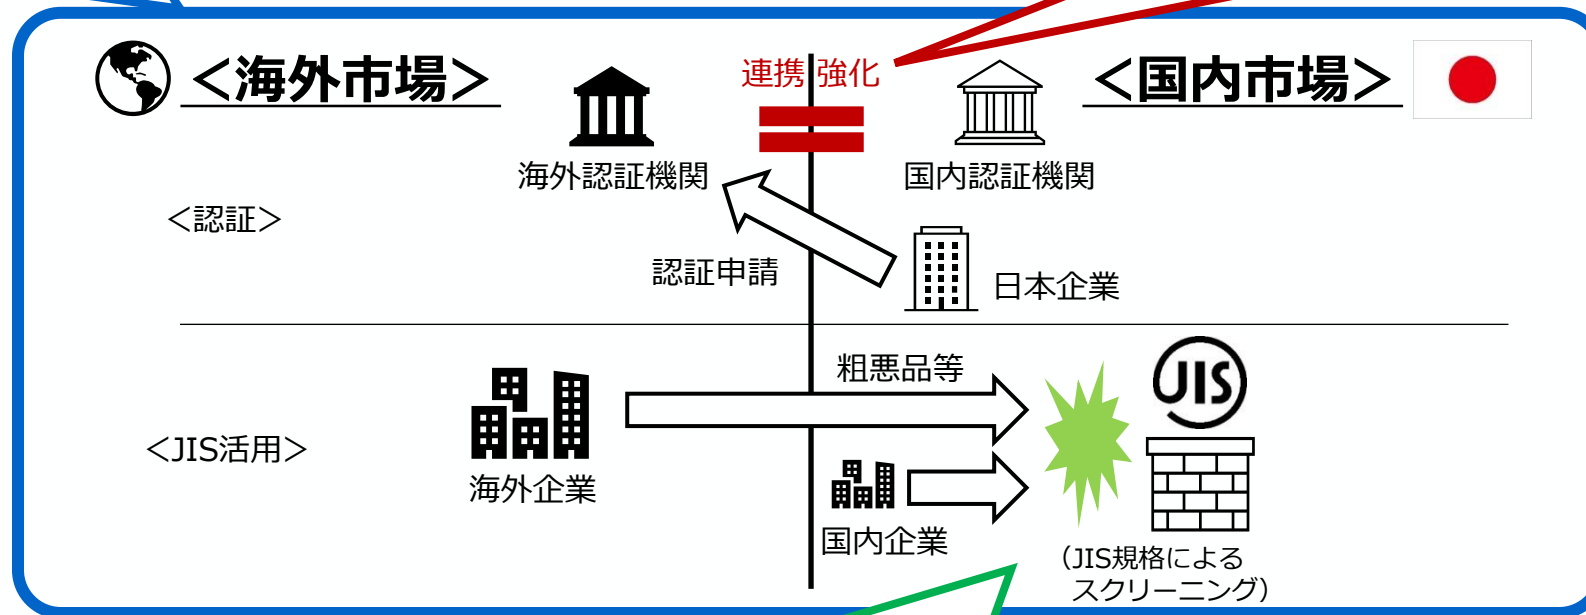 ＜海外市場＞
連携強化
＜国内市場＞
海外認証機関
国内認証機関
＜認証＞
認証申請
日本企業
粗悪品等
JIS
＜JIS活用＞
海外企業
国内企業
（JIS規格による
スクリーニング）